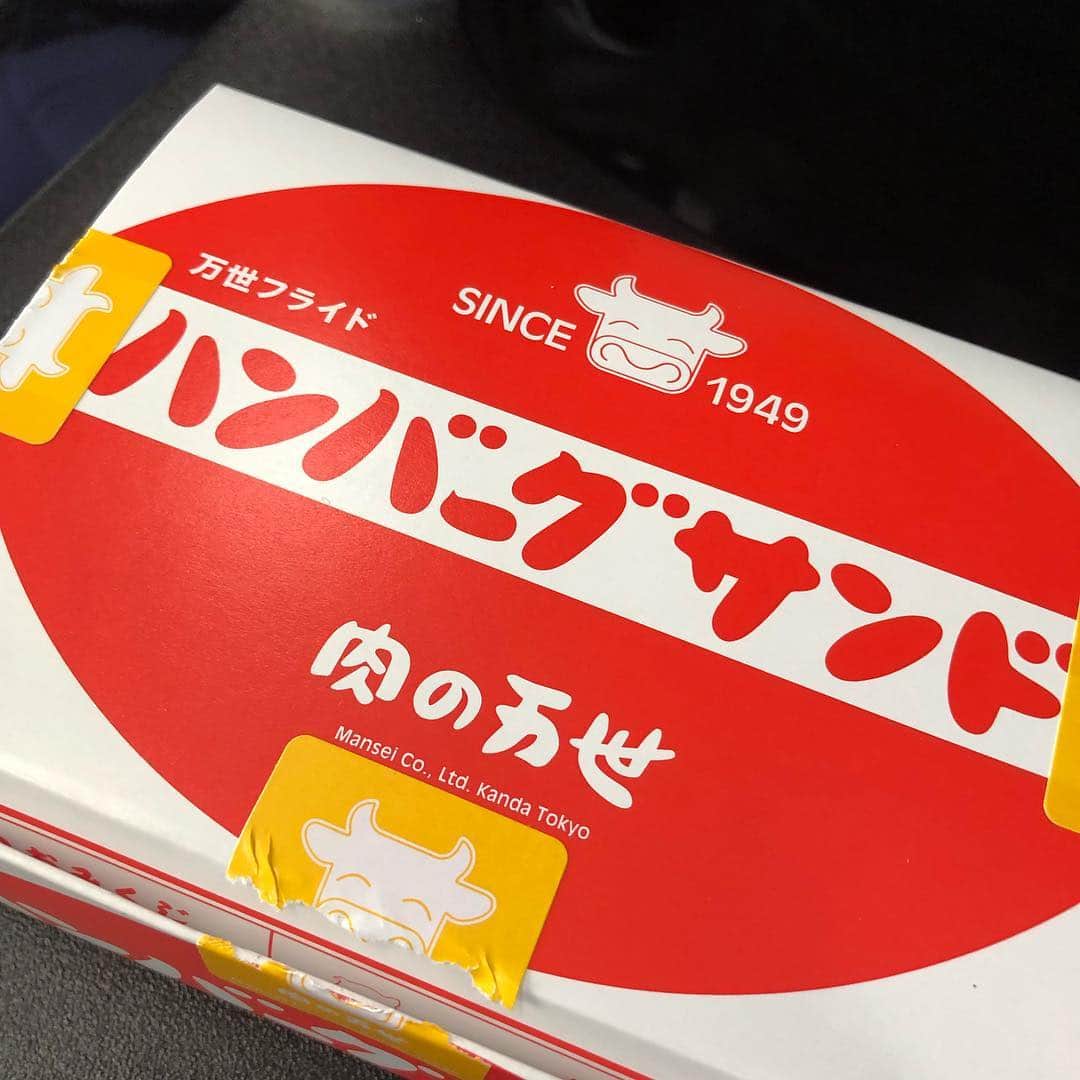 万世フライド
SINCE 1949
ハンバーグサンド
肉の万世
Mansei Co., Ltd. Kanda Tokyo